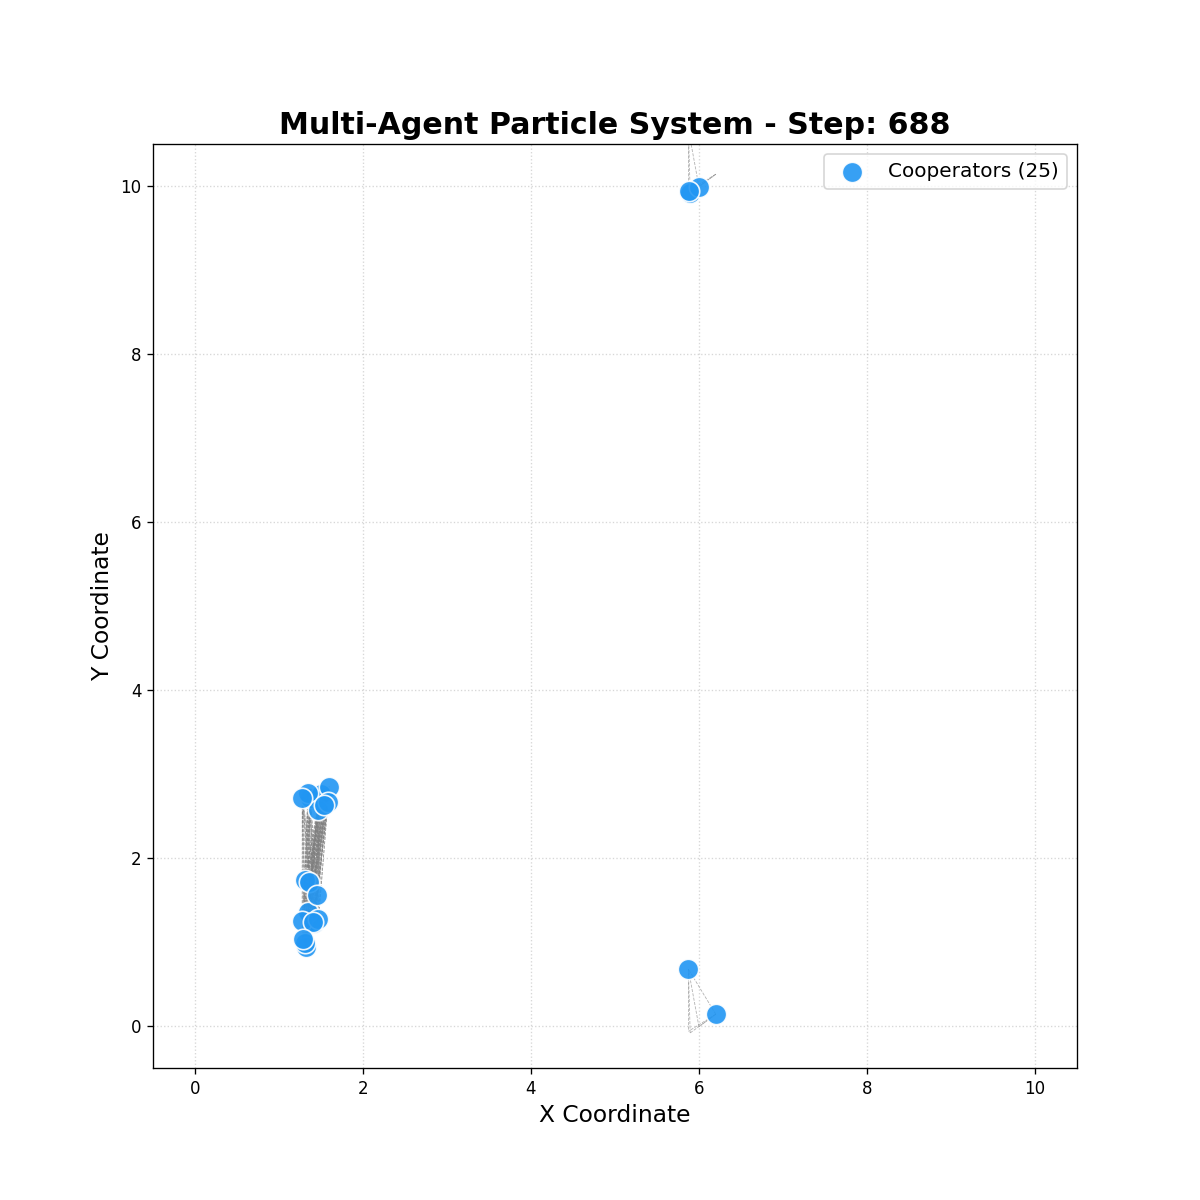 Multi-Agent Particle System - Step: 688
Cooperators (25)
10
8
6
4
2
0
Y Coordinate
0 2 4 6 8 10
X Coordinate